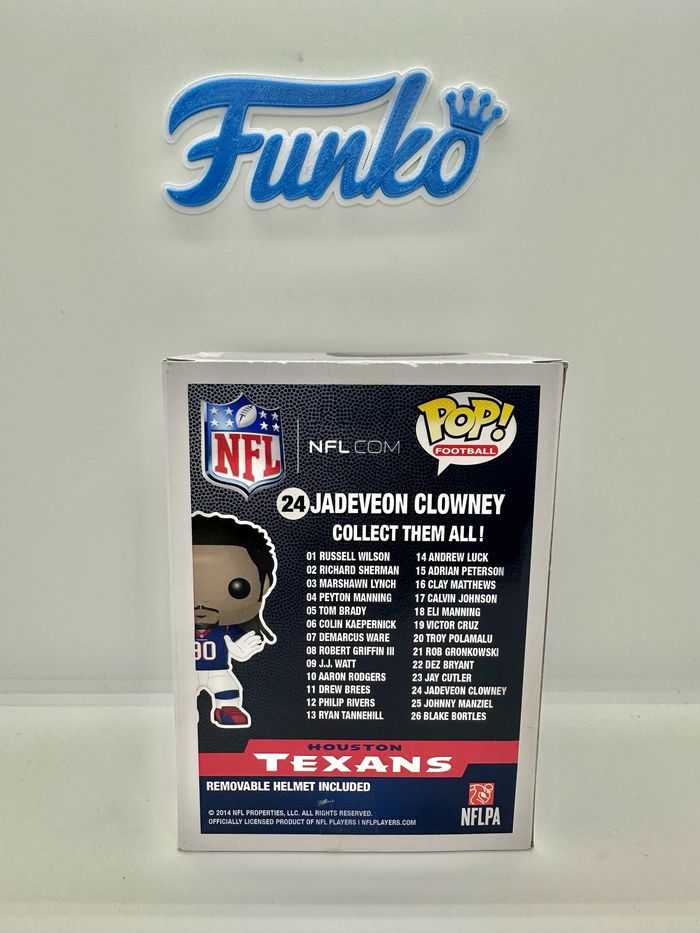 Funko
NFL
NFL.COM
POP!
FOOTBALL
24 JADEVEON CLOWNEY
COLLECT THEM ALL!
01 RUSSELL WILSON
02 RICHARD SHERMAN
03 MARSHAWN LYNCH
04 PEYTON MANNING
05 TOM BRADY
06 COLIN KAEPERNICK
07 DEMARCUS WARE
08 ROBERT GRIFFIN III
09 J.J. WATT
10 AARON RODGERS
11 DREW BREES
12 PHILIP RIVERS
13 RYAN TANNEHILL
14 ANDREW LUCK
15 ADRIAN PETERSON
16 CLAY MATTHEWS
17 CALVIN JOHNSON
18 ELI MANNING
19 VICTOR CRUZ
20 TROY POLAMALU
21 ROB GRONKOWSKI
22 DEZ BRYANT
23 JAY CUTLER
24 JADEVEON CLOWNEY
25 JOHNNY MANZIEL
26 BLAKE BORTLES
90
HOUSTON
TEXANS
REMOVABLE HELMET INCLUDED
© 2014 NFL PROPERTIES, LLC. ALL RIGHTS RESERVED.
OFFICIALLY LICENSED PRODUCT OF NFL PLAYERS | NFLPLAYERS.COM
NFLPA